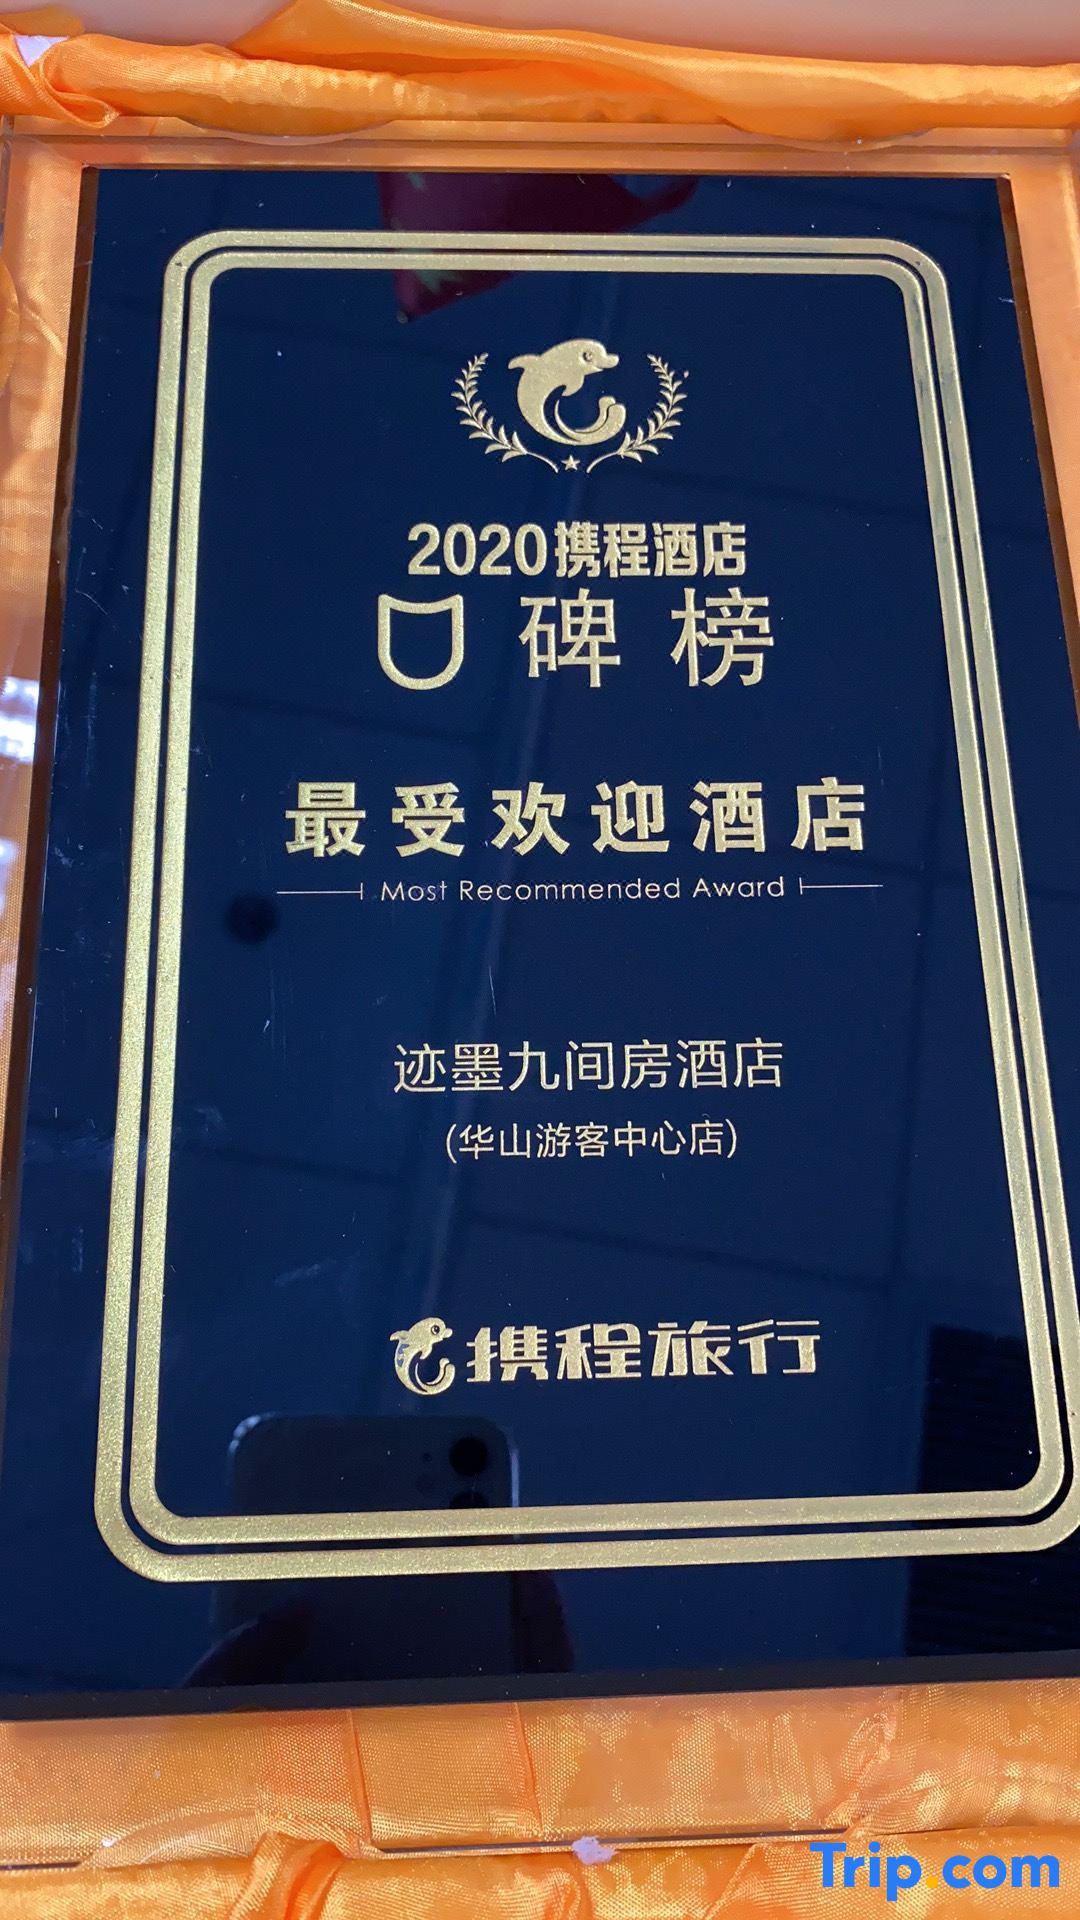 2020携程酒店
口碑榜
最受欢迎酒店
Most Recommended Award
迹墨九间房酒店
(华山游客中心店)
携程旅行
Trip.com